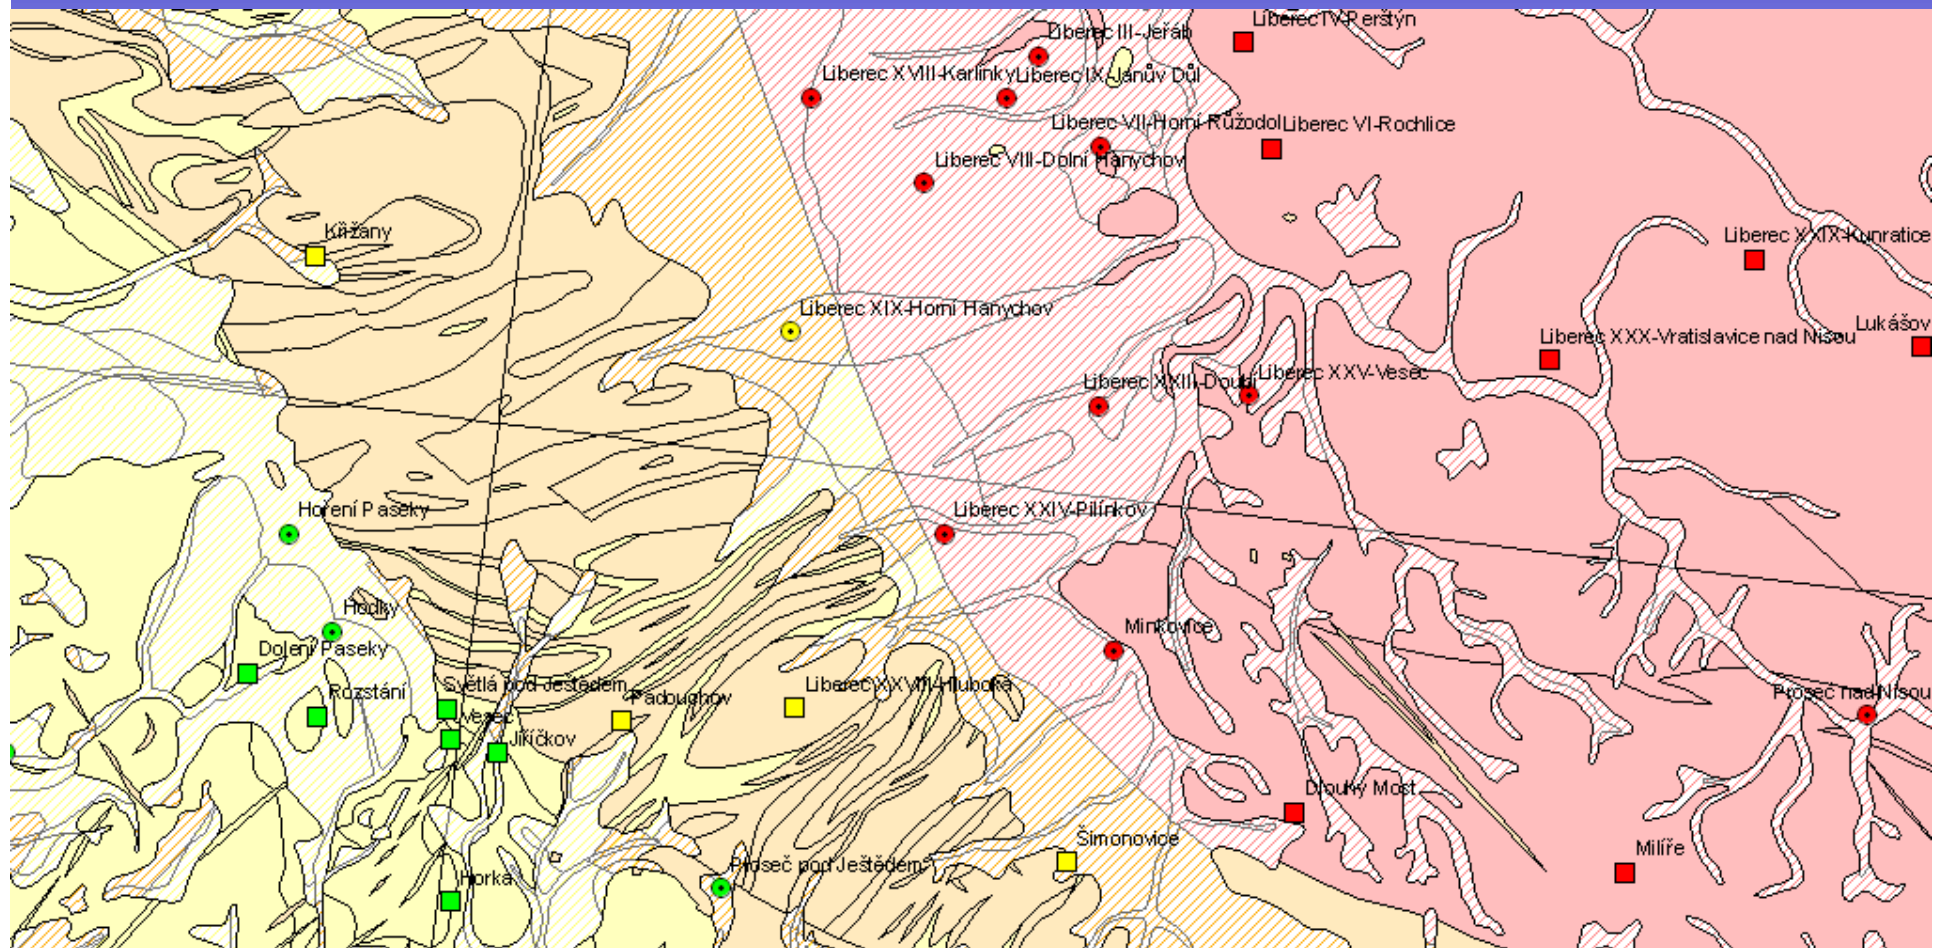 Liberec IV-Perštýn
Liberec III-Jeřáb
Liberec XVIII-Karlinky
Liberec IX-Janův Důl
Liberec VII-Horní Růžodol
Liberec VI-Rochlice
Liberec VIII-Dolní Hanychov
Křižany
Liberec XXIX-Kunratice
Liberec XIX-Horní Hanychov
Lukášov
Liberec XXX-Vratislavice nad Nisou
Liberec XXIII-Doubí
Liberec XXV-Vesec
Hoření Paseky
Liberec XXIV-Pilínkov
Hodky
Minkovice
Dolení Paseky
Rozstání
Světlá pod Ještědem
Padouchov
Liberec XXVIII-Hluboká
Proseč nad Nisou
Vesec
Jiříčkov
Dlouhý Most
Šimonovice
Milíře
Proseč pod Ještědem
Horka